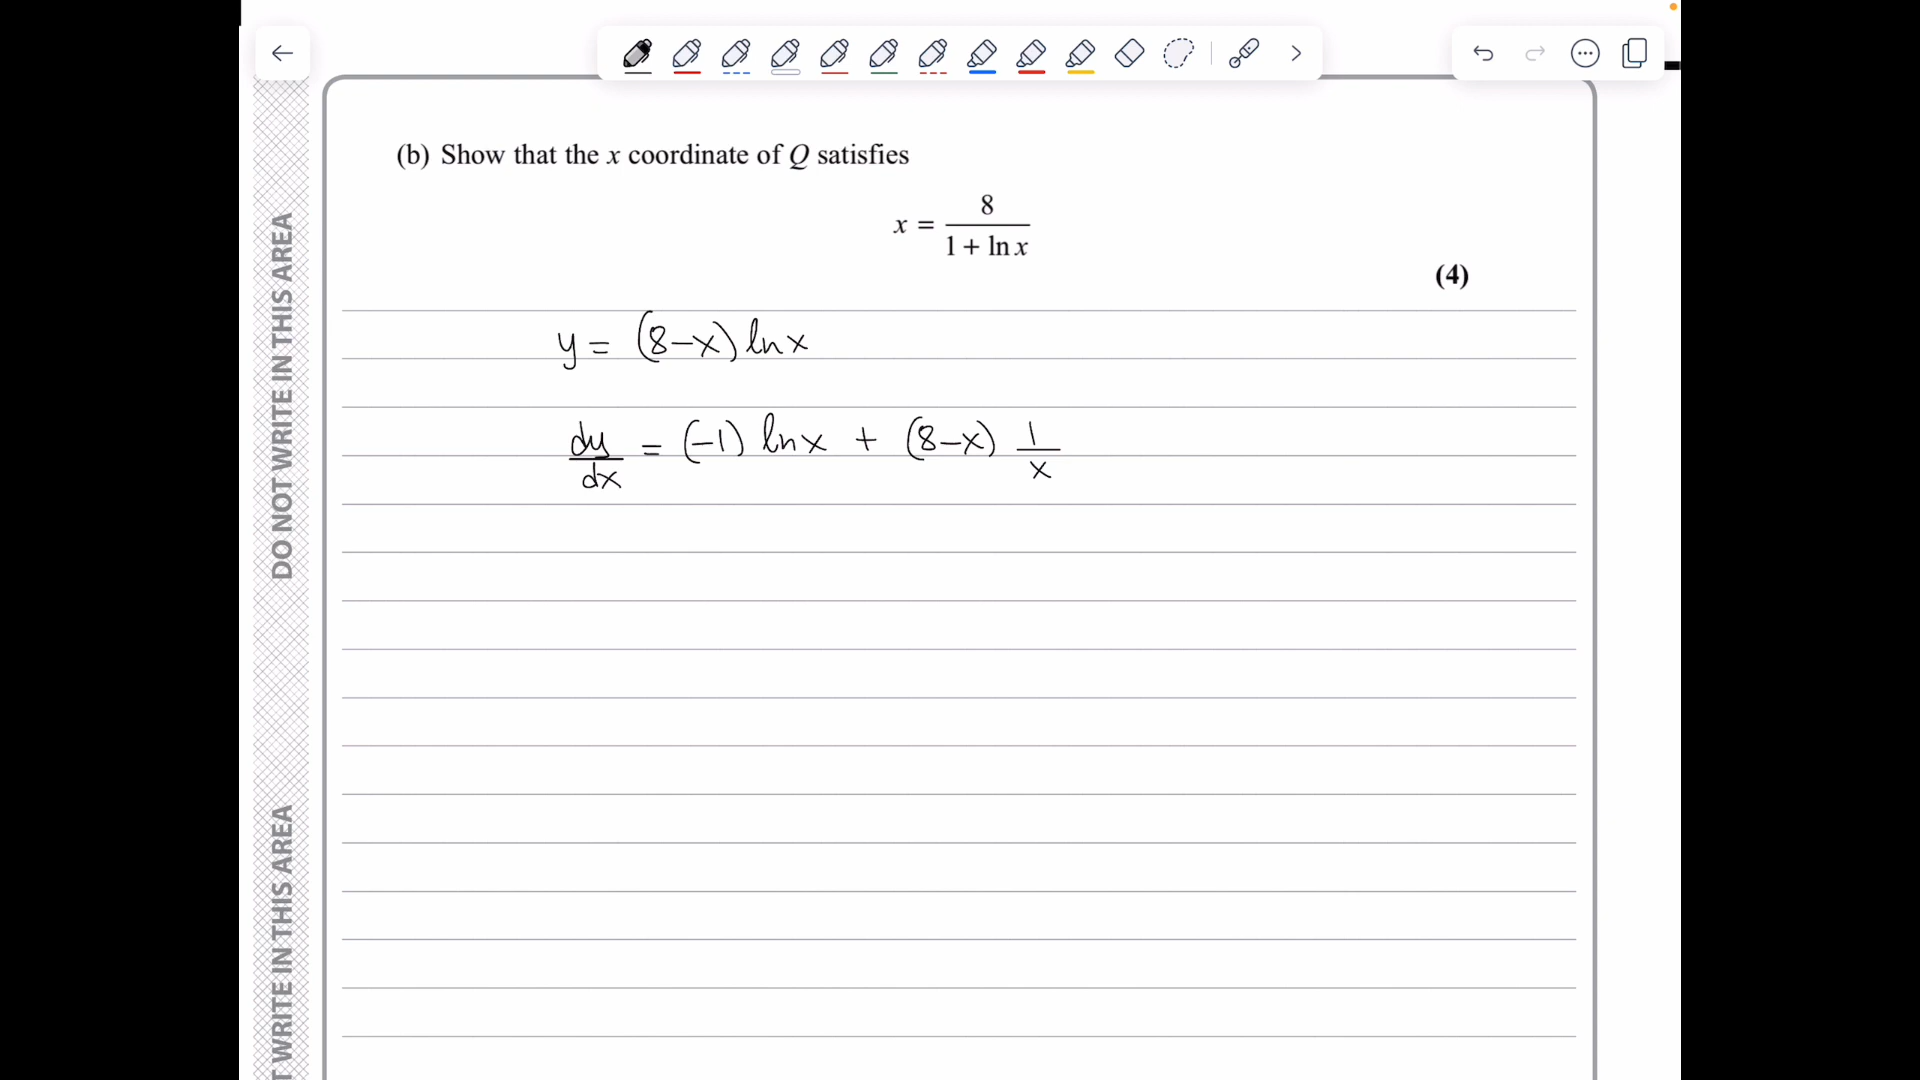 (b) Show that the x coordinate of Q satisfies
x = 8 / (1 + ln x)
(4)
y = (8-x) ln x
dy/dx = (-1) ln x + (8-x) 1/x
DO NOT WRITE IN THIS AREA
T WRITE IN THIS AREA